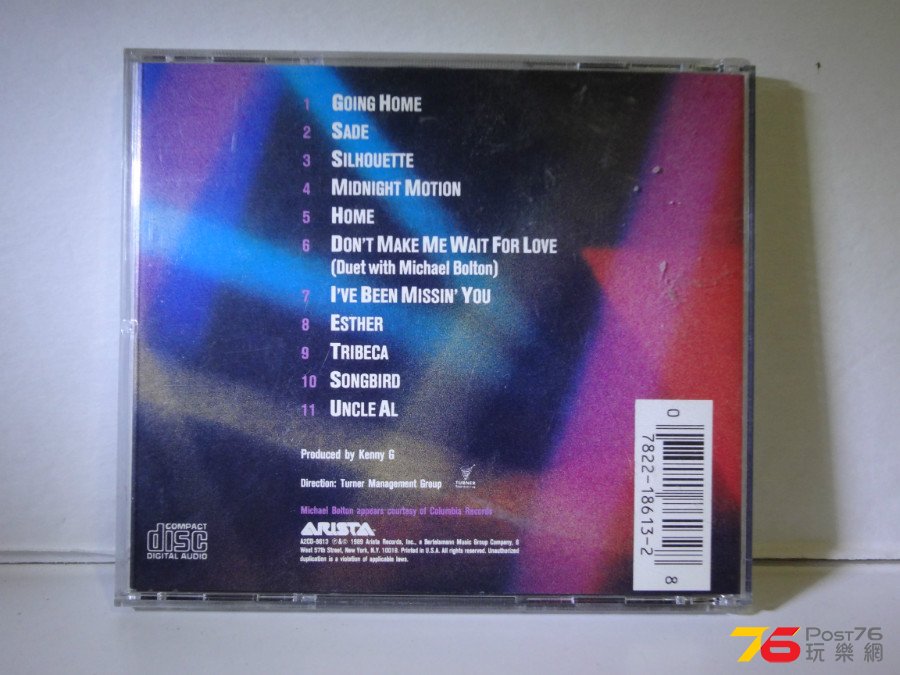 1 GOING HOME
2 SADE
3 SILHOUETTE
4 MIDNIGHT MOTION
5 HOME
6 DON'T MAKE ME WAIT FOR LOVE
(Duet with Michael Bolton)
7 I'VE BEEN MISSIN' YOU
8 ESTHER
9 TRIBECA
10 SONGBIRD
11 UNCLE AL
Produced by Kenny G
Direction: Turner Management Group
TURNER
Michael Bolton appears courtesy of Columbia Records
ARISTA
A2CD-8613 ℗&© 1989 Arista Records, Inc., a Bertelsmann Music Group Company, 6
West 57th Street, New York, N.Y. 10019. Printed in U.S.A. All rights reserved. Unauthorized
duplication is a violation of applicable laws.
COMPACT
disc
DIGITAL AUDIO
0 7822-18613-2 8
76 POST76
玩樂網